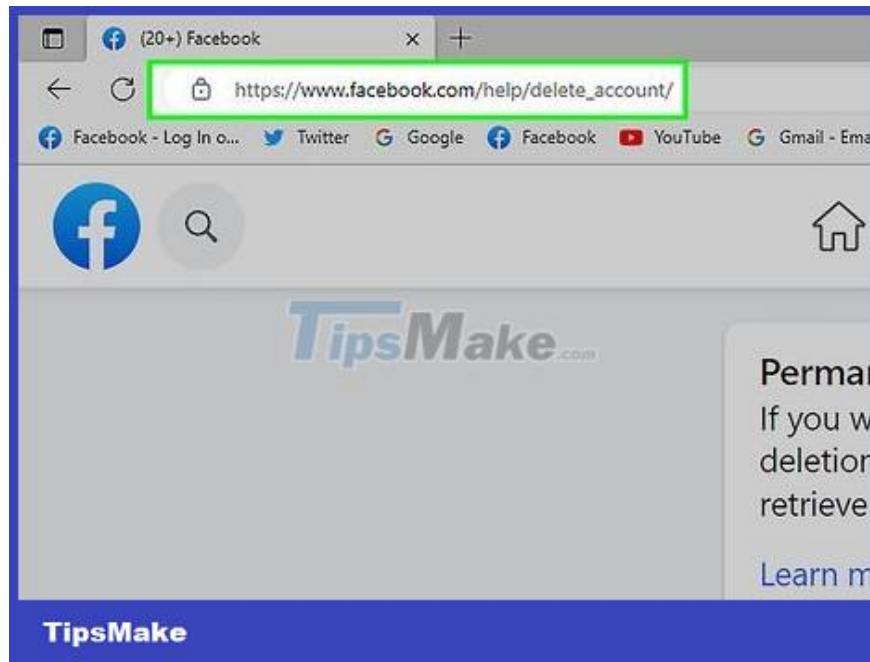 (20+) Facebook
https://www.facebook.com/help/delete_account/
Facebook - Log In o... Twitter Google Facebook YouTube Gmail - Ema
TipsMake.com
Perma
If you w
deletion
retrieve
Learn m
TipsMake